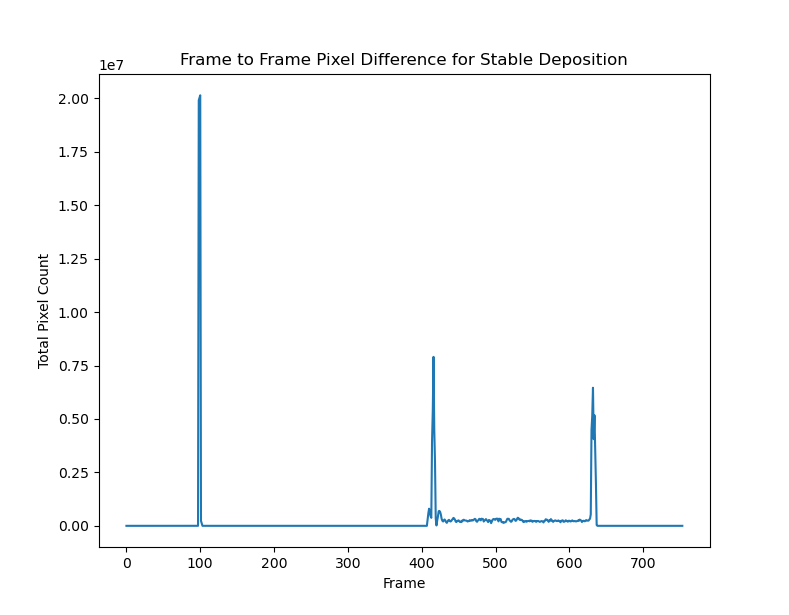 Frame to Frame Pixel Difference for Stable Deposition
1e7
2.00
1.75
1.50
1.25
1.00
0.75
0.50
0.25
0.00
Total Pixel Count
0 100 200 300 400 500 600 700
Frame